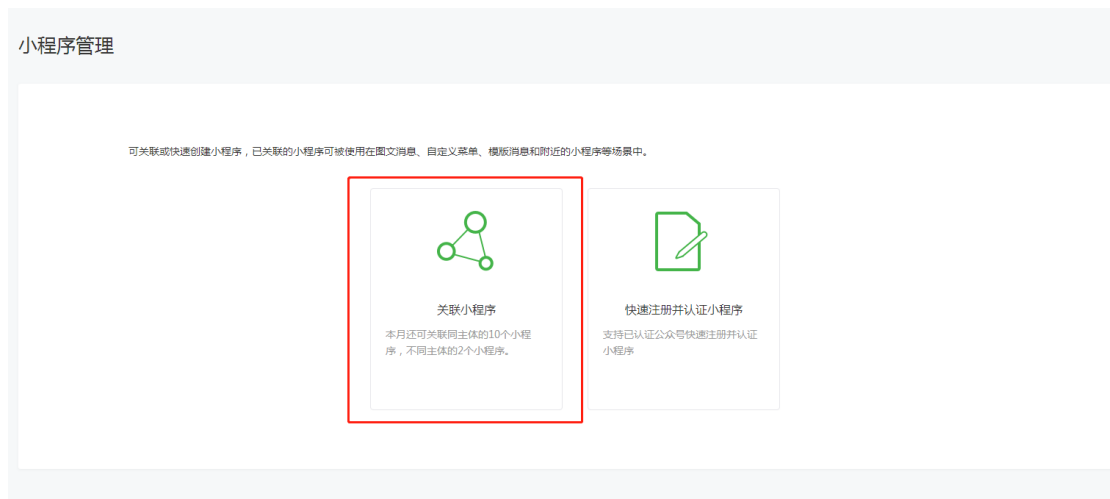 小程序管理
可关联或快速创建小程序，已关联的小程序可被使用在图文消息、自定义菜单、模版消息和附近的小程序等场景中。
关联小程序
本月还可关联同主体的10个小程
序，不同主体的2个小程序。
快速注册并认证小程序
支持已认证公众号快速注册并认证
小程序